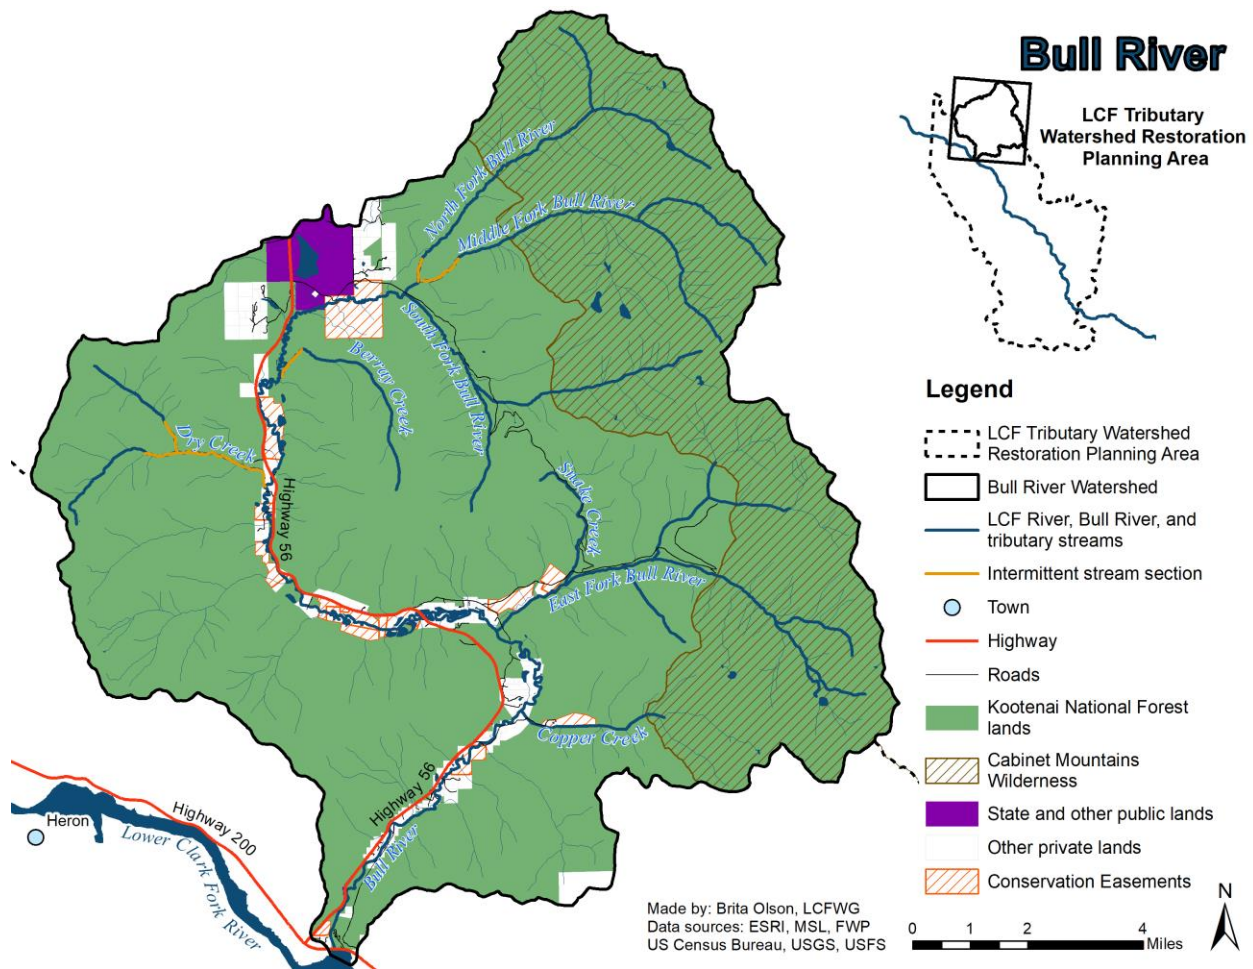 Bull River
LCF Tributary
Watershed Restoration
Planning Area
North Fork Bull River
Middle Fork Bull River
South Fork Bull River
Berray Creek
Dry Creek
Snake Creek
Highway 56
East Fork Bull River
Copper Creek
Highway 56
Bull River
Highway 200
Heron
Lower Clark Fork River
Legend
LCF Tributary Watershed
Restoration Planning Area
Bull River Watershed
LCF River, Bull River, and
tributary streams
Intermittent stream section
Town
Highway
Roads
Kootenai National Forest
lands
Cabinet Mountains
Wilderness
State and other public lands
Other private lands
Conservation Easements
Made by: Brita Olson, LCFWG
Data sources: ESRI, MSL, FWP
US Census Bureau, USGS, USFS
0 1 2 4
Miles
N